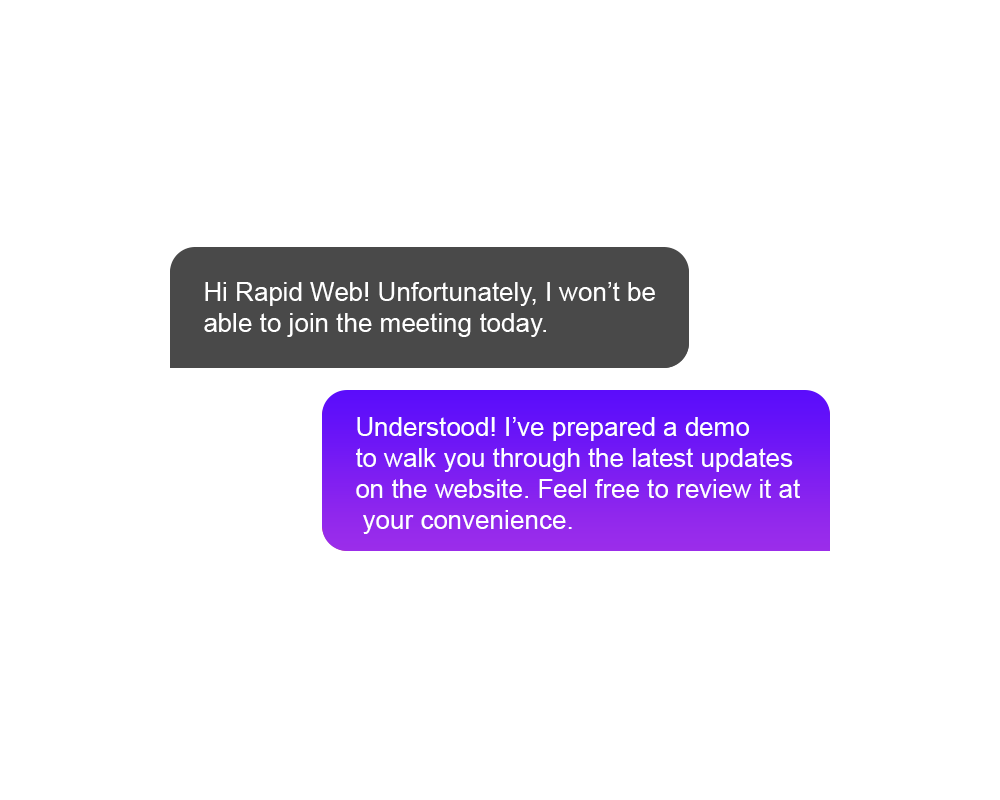 Hi Rapid Web! Unfortunately, I won’t be
able to join the meeting today.
Understood! I’ve prepared a demo
to walk you through the latest updates
on the website. Feel free to review it at
your convenience.